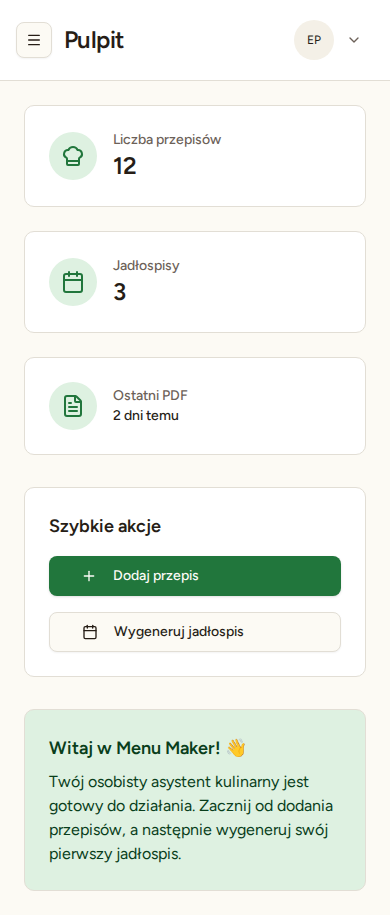 Pulpit
EP
Liczba przepisów
12
Jadłospisy
3
Ostatni PDF
2 dni temu
Szybkie akcje
Dodaj przepis
Wygeneruj jadłospis
Witaj w Menu Maker! 👋
Twój osobisty asystent kulinarny jest
gotowy do działania. Zacznij od dodania
przepisów, a następnie wygeneruj swój
pierwszy jadłospis.